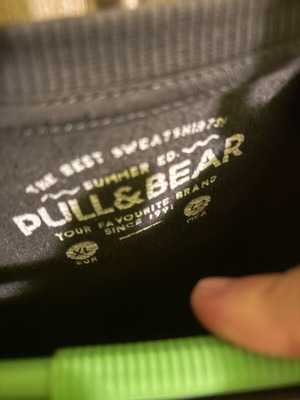 THE BEST SWEATSHIRTS
SUMMER ED.
PULL&BEAR
YOUR FAVOURITE BRAND
SINCE 1991
XL
EUR
MEX